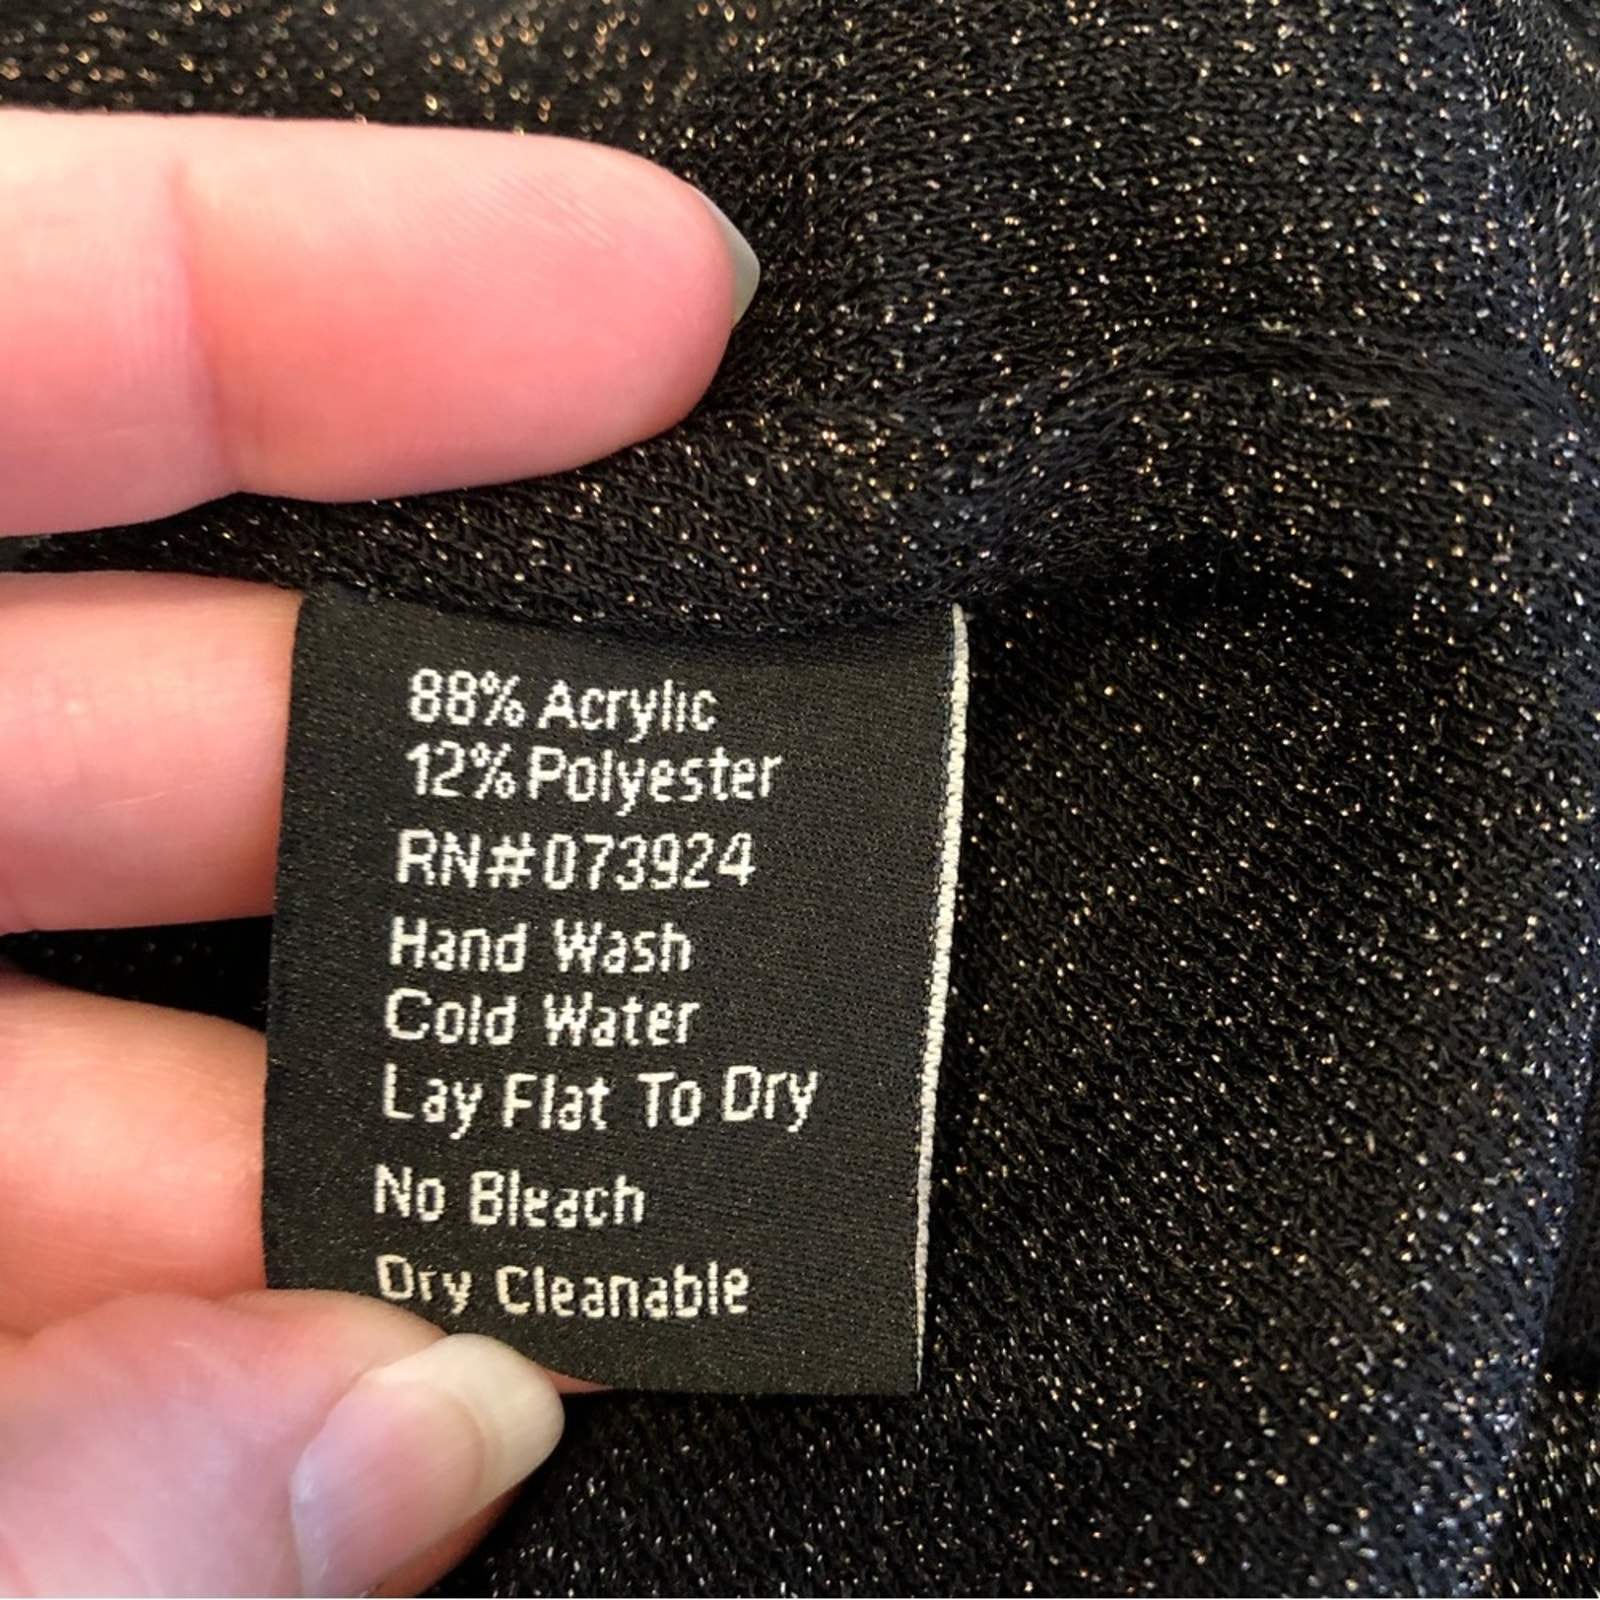 88% Acrylic
12% Polyester
RN#073924
Hand Wash
Cold Water
Lay Flat To Dry
No Bleach
Dry Cleanable